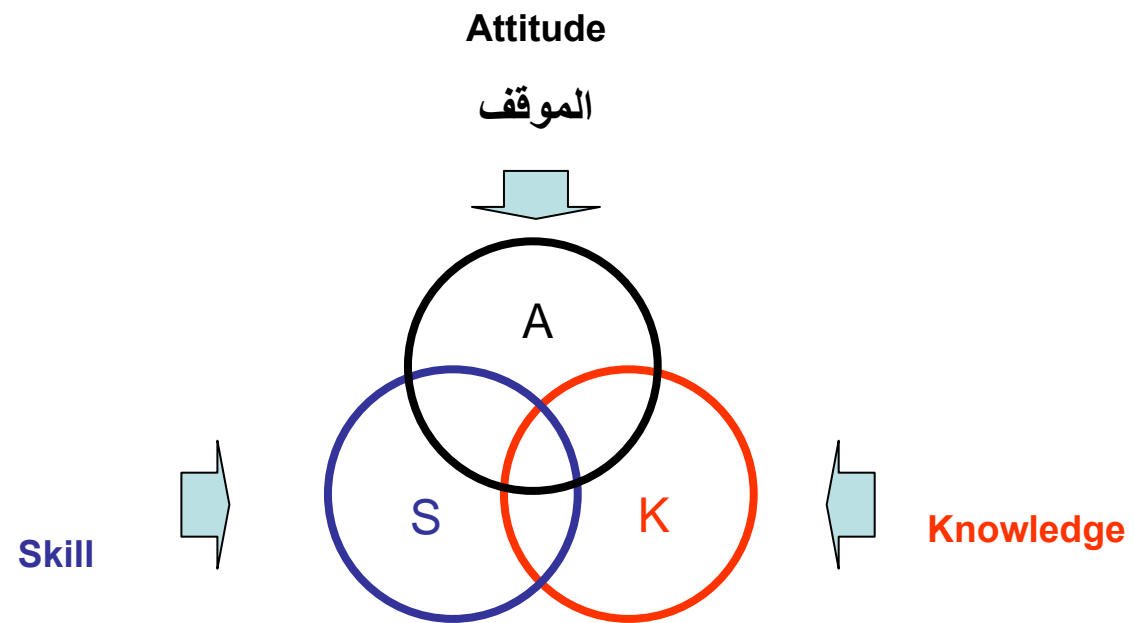 Attitude
الموقف
A
S
K
Skill
Knowledge